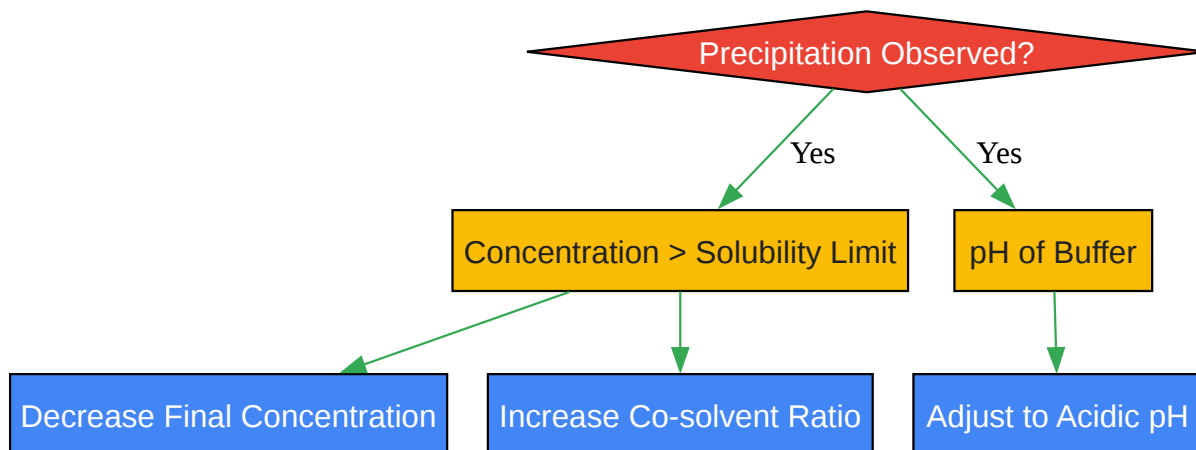 Precipitation Observed?
Yes
Yes
Concentration > Solubility Limit
pH of Buffer
Decrease Final Concentration
Increase Co-solvent Ratio
Adjust to Acidic pH